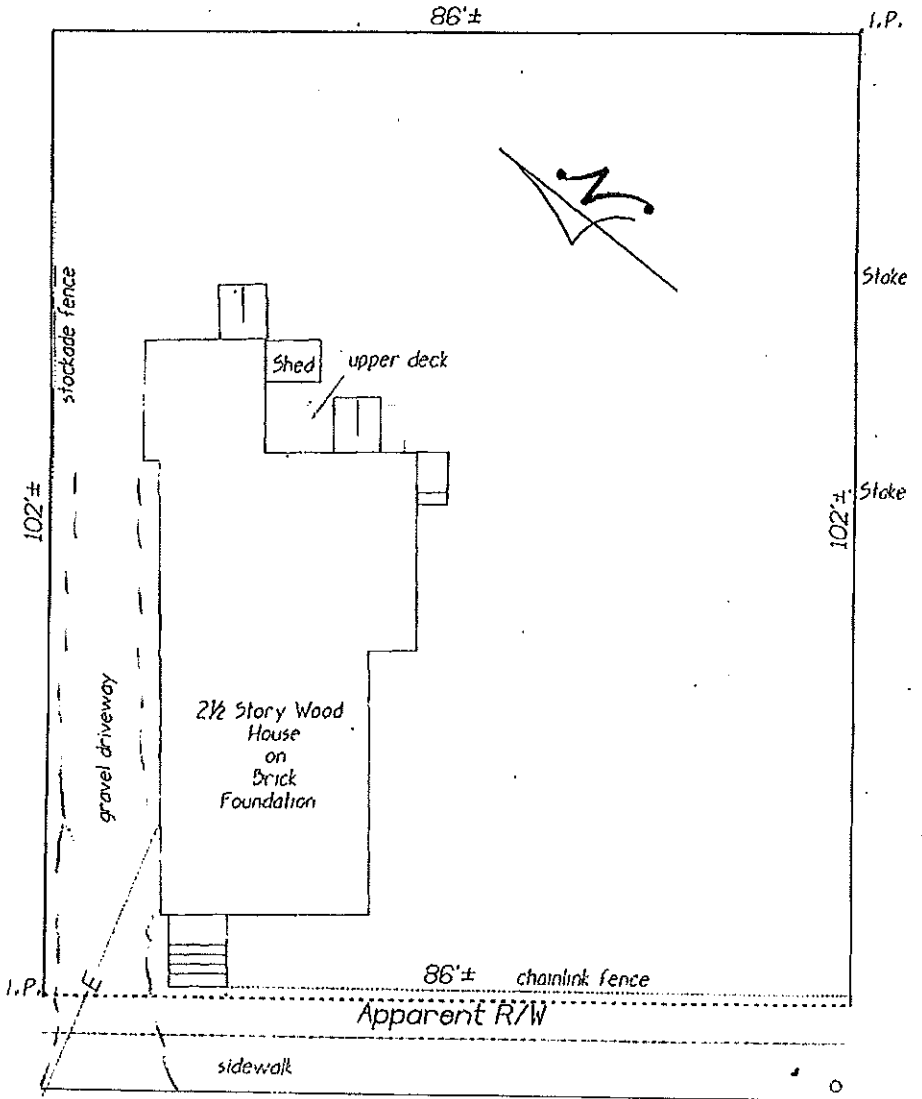 86'±
I.P.
N
stockade fence
Stake
Shed
upper deck
102'±
102'±
Stake
gravel driveway
2½ Story Wood
House
on
Brick
Foundation
E
I.P.
86'±
chainlink fence
Apparent R/W
sidewalk